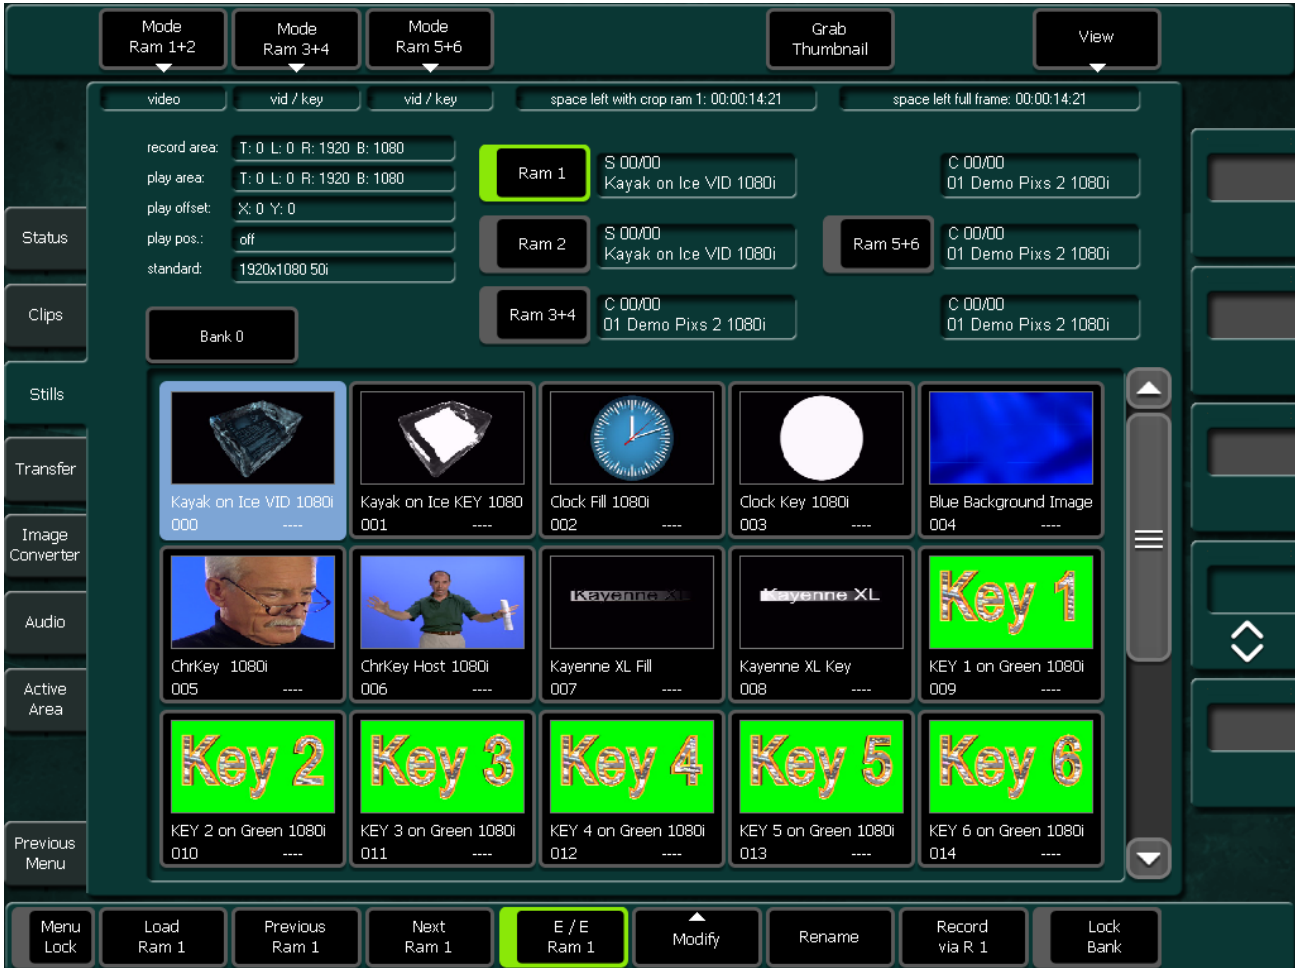 Mode
Ram 1+2
Mode
Ram 3+4
Mode
Ram 5+6
Grab
Thumbnail
View
video
vid / key
vid / key
space left with crop ram 1: 00:00:14:21
space left full frame: 00:00:14:21
record area: T: 0 L: 0 R: 1920 B: 1080
play area: T: 0 L: 0 R: 1920 B: 1080
play offset: X: 0 Y: 0
play pos.: off
standard: 1920x1080 50i
Ram 1
S 00/00
Kayak on Ice VID 1080i
C 00/00
01 Demo Pixs 2 1080i
Ram 2
S 00/00
Kayak on Ice VID 1080i
Ram 5+6
C 00/00
01 Demo Pixs 2 1080i
Ram 3+4
C 00/00
01 Demo Pixs 2 1080i
C 00/00
01 Demo Pixs 2 1080i
Bank 0
Status
Clips
Stills
Transfer
Image
Converter
Audio
Active
Area
Previous
Menu
Kayak on Ice VID 1080i
000 ----
Kayak on Ice KEY 1080
001 ----
Clock Fill 1080i
002 ----
Clock Key 1080i
003 ----
Blue Background Image
004 ----
ChrKey 1080i
005 ----
ChrKey Host 1080i
006 ----
Kayenne XL
Kayenne XL Fill
007 ----
Kayenne XL
Kayenne XL Key
008 ----
Key 1
KEY 1 on Green 1080i
009 ----
Key 2
KEY 2 on Green 1080i
010 ----
Key 3
KEY 3 on Green 1080i
011 ----
Key 4
KEY 4 on Green 1080i
012 ----
Key 5
KEY 5 on Green 1080i
013 ----
Key 6
KEY 6 on Green 1080i
014 ----
Menu
Lock
Load
Ram 1
Previous
Ram 1
Next
Ram 1
E / E
Ram 1
Modify
Rename
Record
via R 1
Lock
Bank